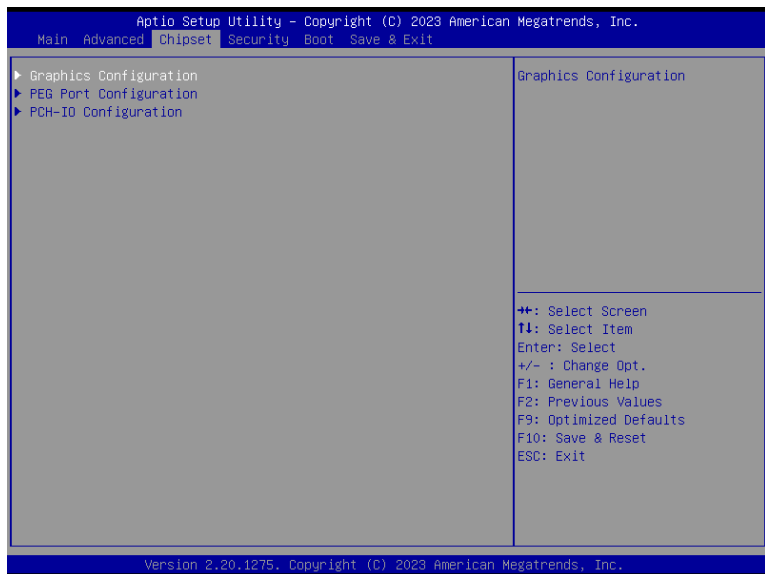 Aptio Setup Utility – Copyright (C) 2023 American Megatrends, Inc.
Main Advanced Chipset Security Boot Save & Exit
Graphics Configuration
PEG Port Configuration
PCH-IO Configuration
Graphics Configuration
→←: Select Screen
↑↓: Select Item
Enter: Select
+/- : Change Opt.
F1: General Help
F2: Previous Values
F9: Optimized Defaults
F10: Save & Reset
ESC: Exit
Version 2.20.1275. Copyright (C) 2023 American Megatrends, Inc.